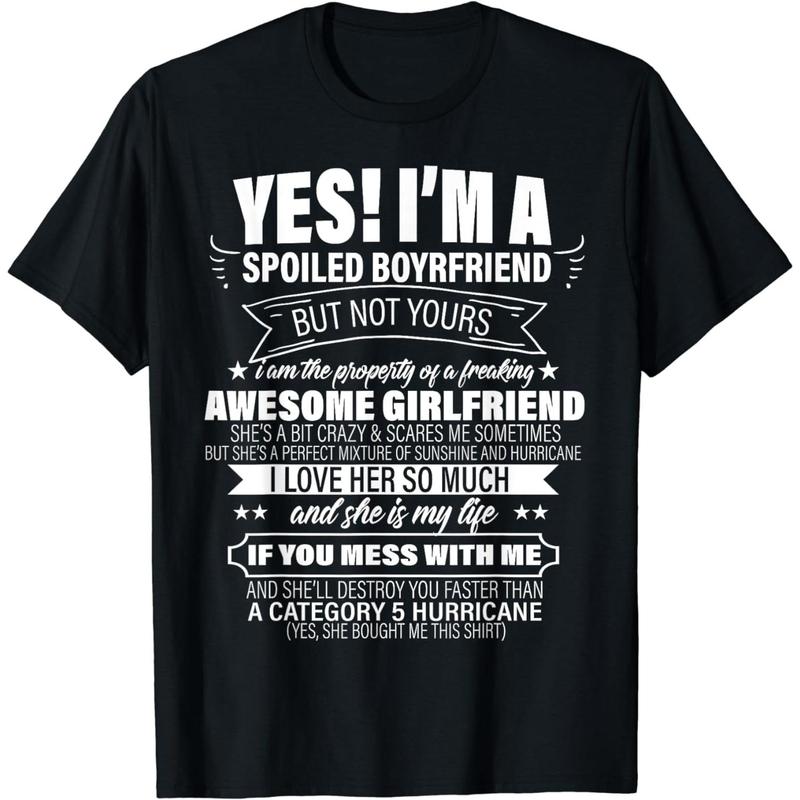 YES! I'M A
SPOILED BOYRFRIEND
BUT NOT YOURS
i am the property of a freaking
AWESOME GIRLFRIEND
SHE'S A BIT CRAZY & SCARES ME SOMETIMES
BUT SHE'S A PERFECT MIXTURE OF SUNSHINE AND HURRICANE
I LOVE HER SO MUCH
and she is my life
IF YOU MESS WITH ME
AND SHE'LL DESTROY YOU FASTER THAN
A CATEGORY 5 HURRICANE
(YES, SHE BOUGHT ME THIS SHIRT)